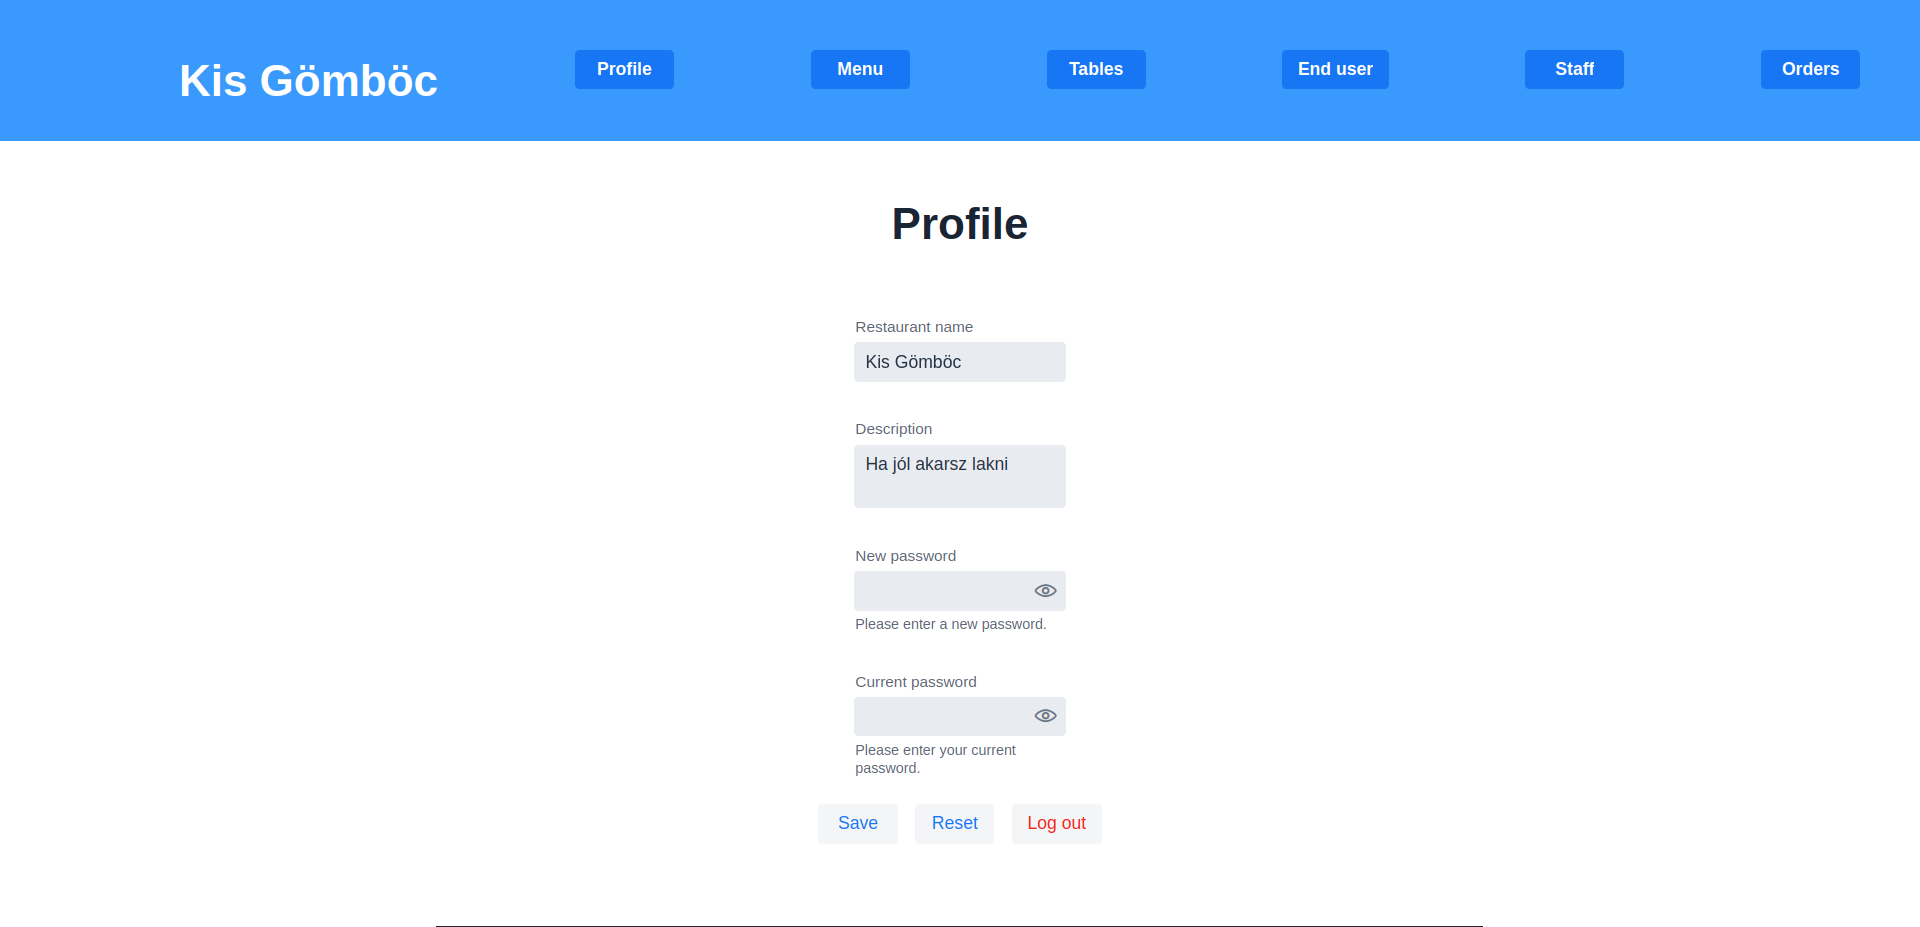 Kis Gömböc
Profile
Menu
Tables
End user
Staff
Orders
Profile
Restaurant name
Kis Gömböc
Description
Ha jól akarsz lakni
New password
Please enter a new password.
Current password
Please enter your current
password.
Save
Reset
Log out